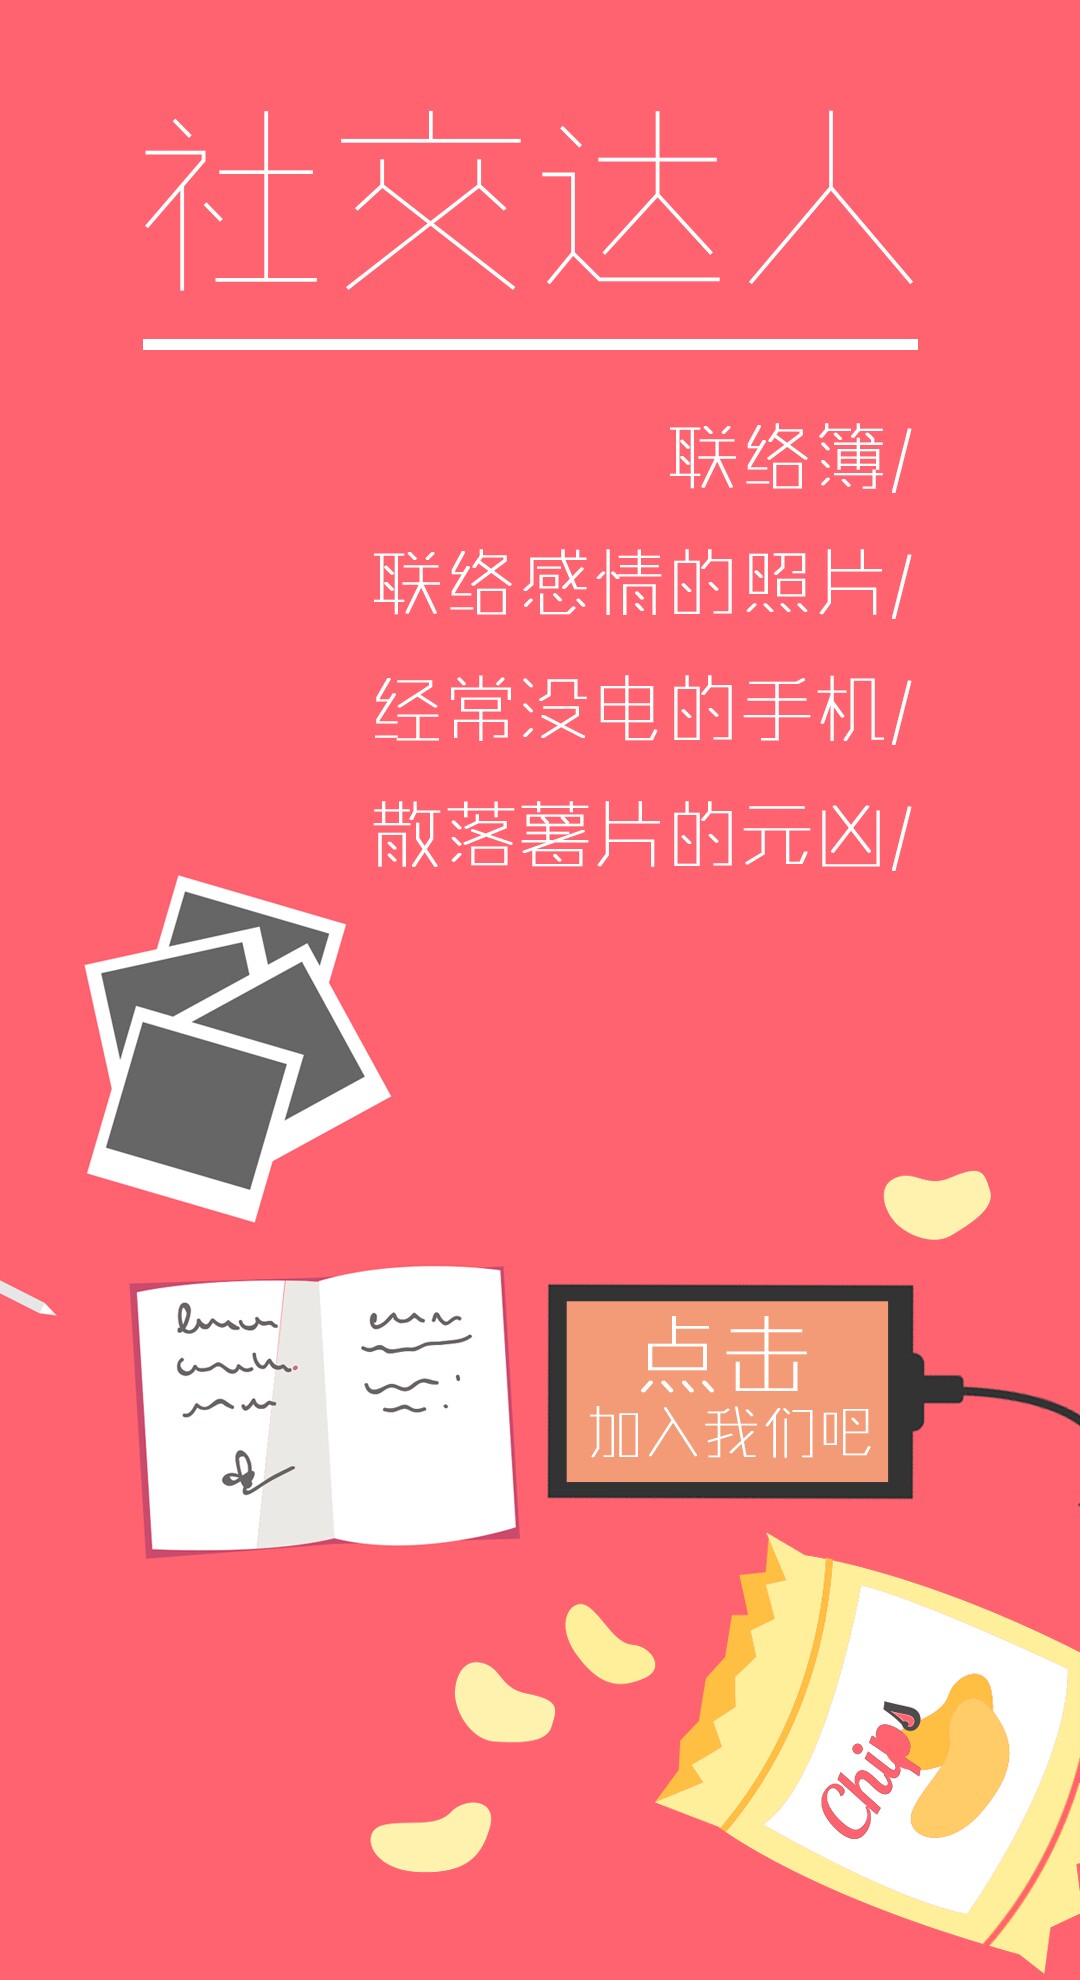 社交达人
联络簿/
联络感情的照片/
经常没电的手机/
散落薯片的元凶/
点击
加入我们吧
Chips